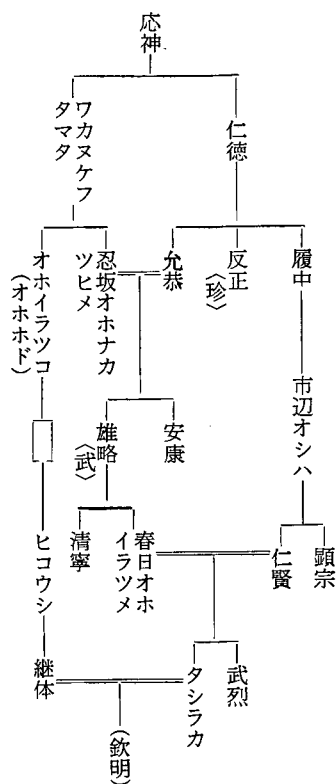 応神
仁徳
ワカヌケフ
タマタ
履中
反正
〈珍〉
允恭
忍坂オホナカ
ツヒメ
オホイラツコ
(オホホド)
市辺オシハ
安康
雄略
〈武〉
顕宗
仁賢
春日オホ
イラツメ
清寧
ヒコウシ
武烈
タシラカ
継体
(欽明)